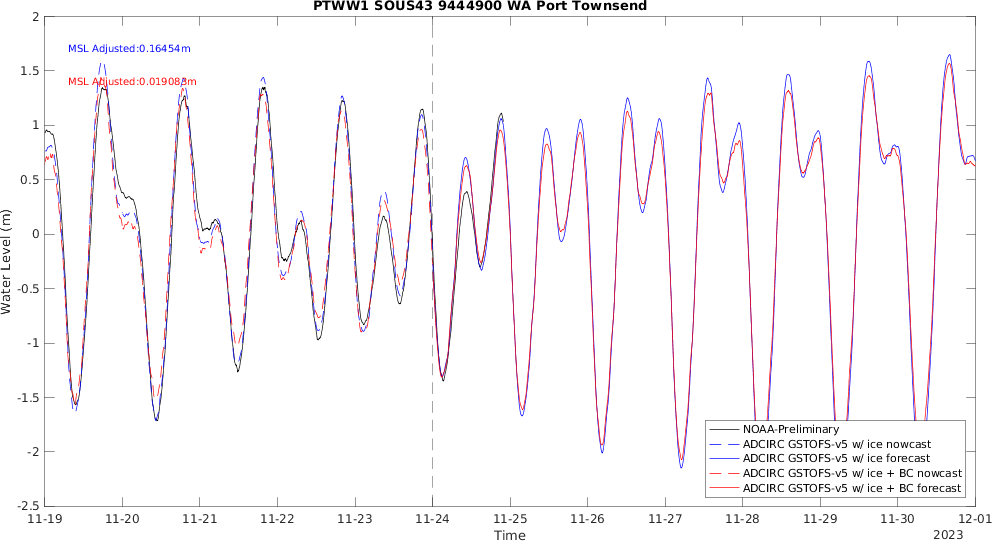 PTWW1 SOUS43 9444900 WA Port Townsend
MSL Adjusted:0.16454m
MSL Adjusted:0.019083m
Water Level (m)
2
1.5
1
0.5
0
-0.5
-1
-1.5
-2
-2.5
NOAA-Preliminary
ADCIRC GSTOFS-v5 w/ ice nowcast
ADCIRC GSTOFS-v5 w/ ice forecast
ADCIRC GSTOFS-v5 w/ ice + BC nowcast
ADCIRC GSTOFS-v5 w/ ice + BC forecast
11-19 11-20 11-21 11-22 11-23 11-24 11-25 11-26 11-27 11-28 11-29 11-30 12-01
Time
2023